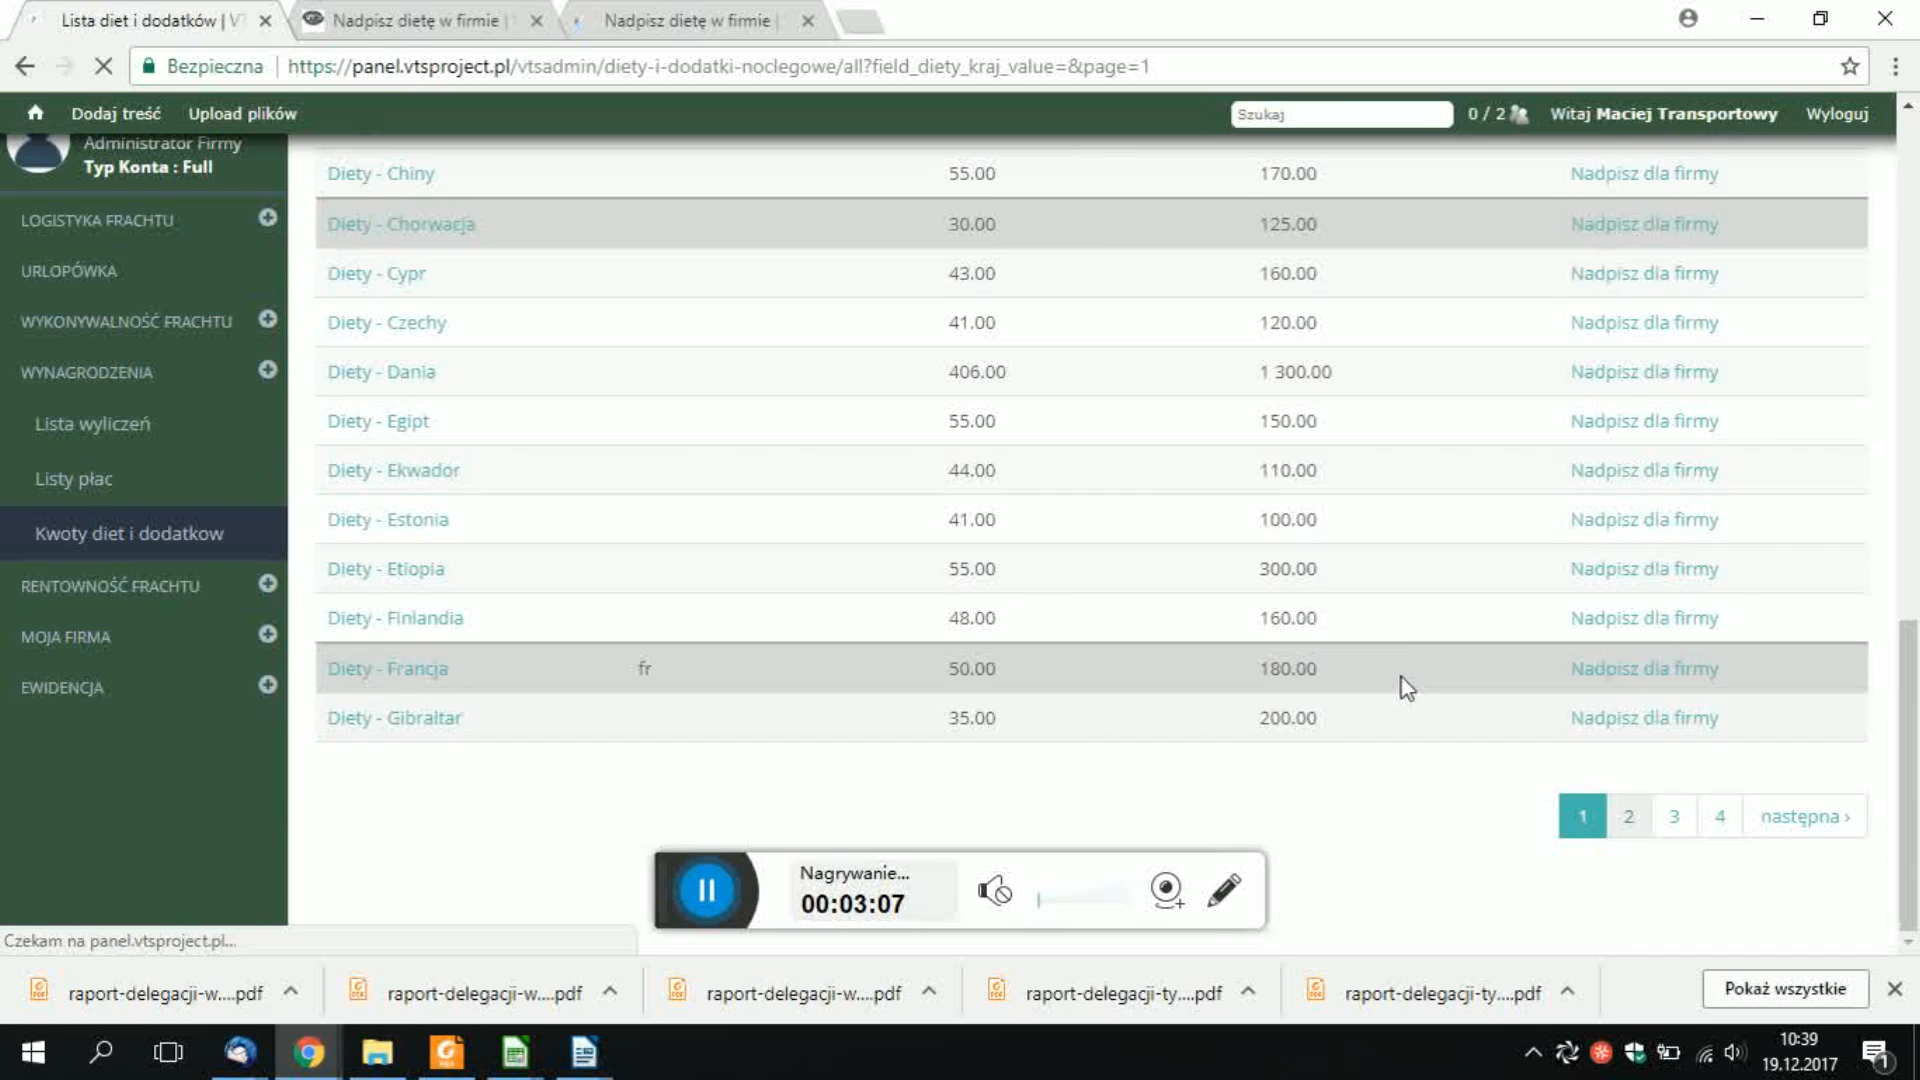 Lista diet i dodatków | VT
Nadpisz dietę w firmie |
Nadpisz dietę w firmie |
Bezpieczna | https://panel.vtsproject.pl/vtsadmin/diety-i-dodatki-noclegowe/all?field_diety_kraj_value=&page=1
Dodaj treść Upload plików Szukaj 0 / 2 Witaj Maciej Transportowy Wyloguj
Administrator Firmy
Typ Konta : Full
LOGISTYKA FRACHTU
URLOPÓWKA
WYKONYWALNOŚĆ FRACHTU
WYNAGRODZENIA
Lista wyliczeń
Listy płac
Kwoty diet i dodatkow
RENTOWNOŚĆ FRACHTU
MOJA FIRMA
EWIDENCJA
Diety - Chiny 55.00 170.00 Nadpisz dla firmy
Diety - Chorwacja 30.00 125.00 Nadpisz dla firmy
Diety - Cypr 43.00 160.00 Nadpisz dla firmy
Diety - Czechy 41.00 120.00 Nadpisz dla firmy
Diety - Dania 406.00 1 300.00 Nadpisz dla firmy
Diety - Egipt 55.00 150.00 Nadpisz dla firmy
Diety - Ekwador 44.00 110.00 Nadpisz dla firmy
Diety - Estonia 41.00 100.00 Nadpisz dla firmy
Diety - Etiopia 55.00 300.00 Nadpisz dla firmy
Diety - Finlandia 48.00 160.00 Nadpisz dla firmy
Diety - Francja fr 50.00 180.00 Nadpisz dla firmy
Diety - Gibraltar 35.00 200.00 Nadpisz dla firmy
1 2 3 4 następna ›
Nagrywanie...
00:03:07
Czekam na panel.vtsproject.pl...
raport-delegacji-w....pdf
raport-delegacji-w....pdf
raport-delegacji-w....pdf
raport-delegacji-ty....pdf
raport-delegacji-ty....pdf
Pokaż wszystkie
10:39
19.12.2017
1